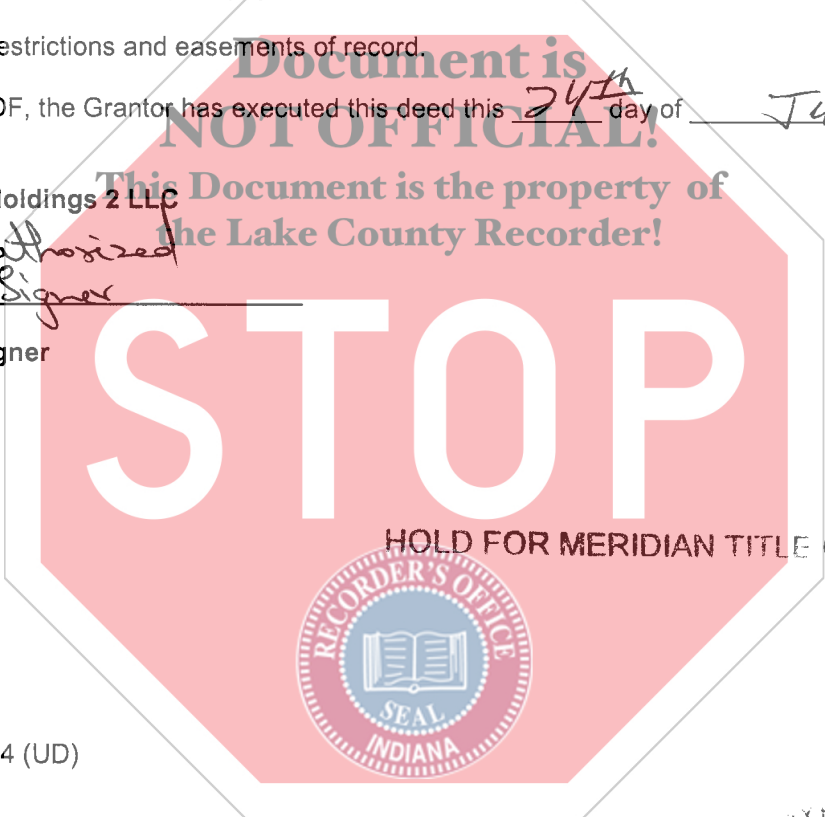 estrictions and easements of record.
Document is
OF, the Grantor has executed this deed this 24th day of
NOT OFFICIAL!
This Document is the property of
oldings 2 LLC
the Lake County Recorder!
Signer
gner
STOP
HOLD FOR MERIDIAN TITLE
RECORDER'S OFFICE
SEAL
INDIANA
4 (UD)